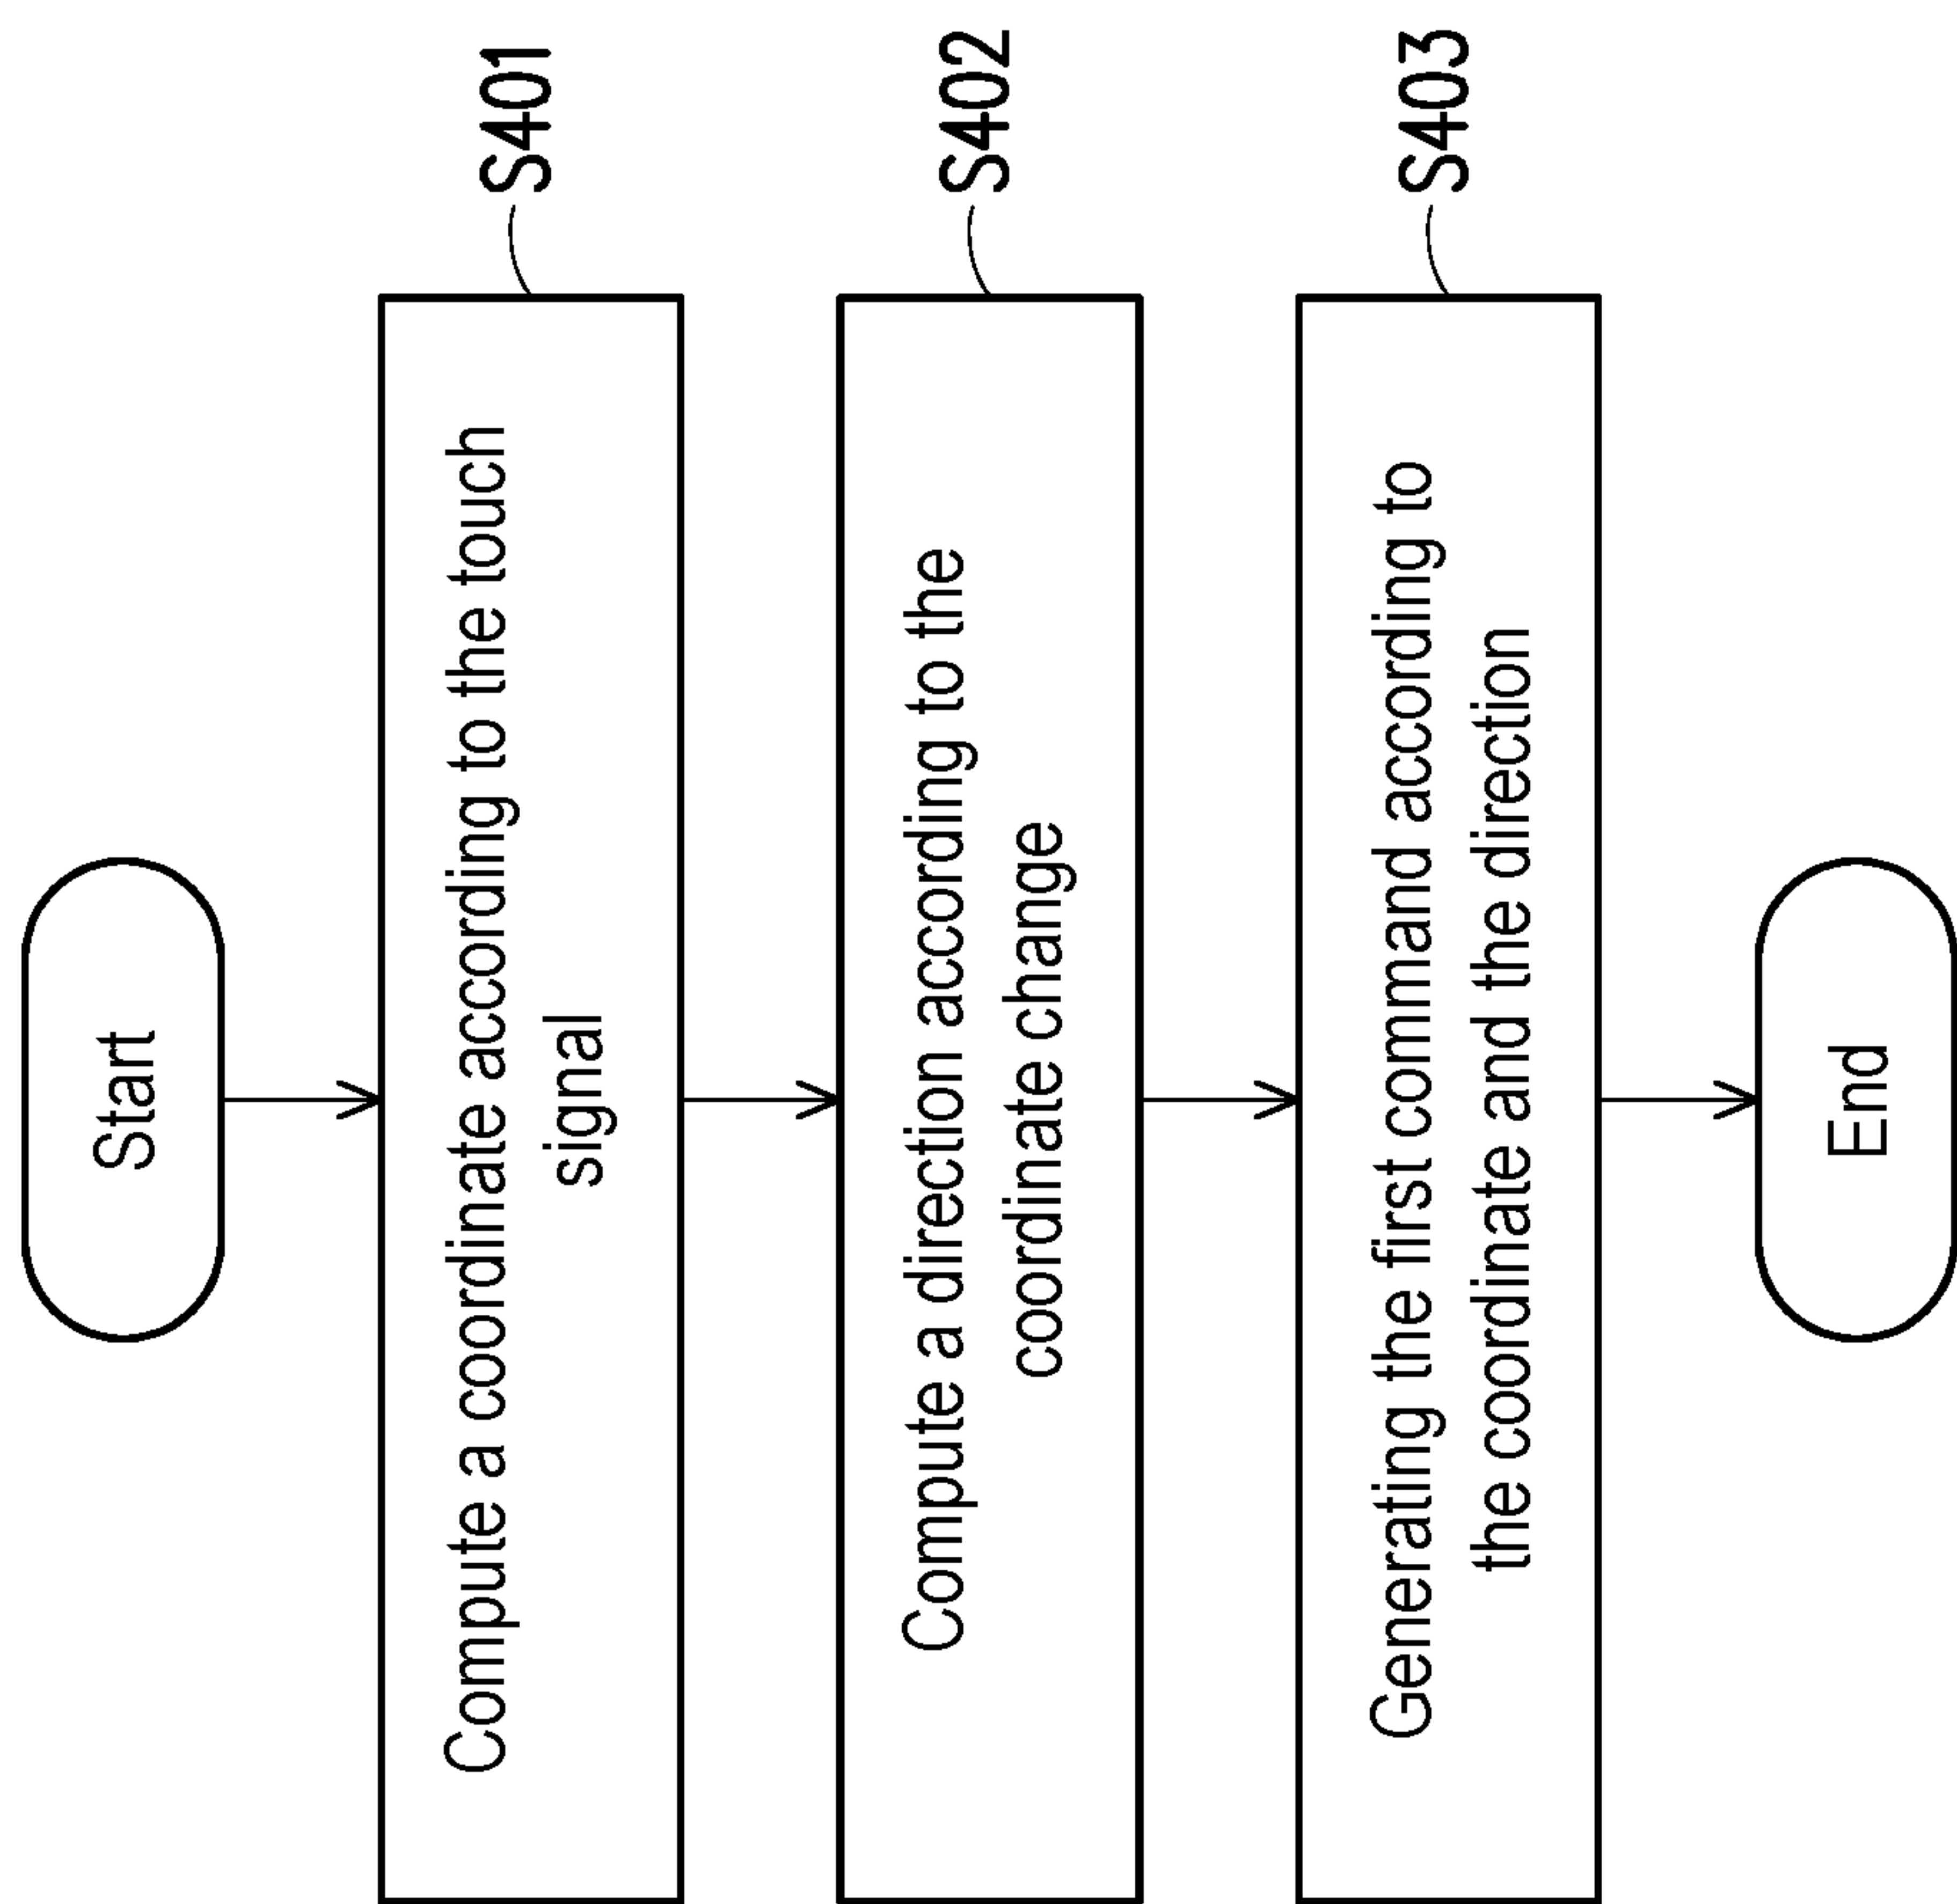 Start
Compute a coordinate according to the touch
signal
S401
Compute a direction according to the
coordinate change
S402
Generating the first command according to
the coordinate and the direction
S403
End